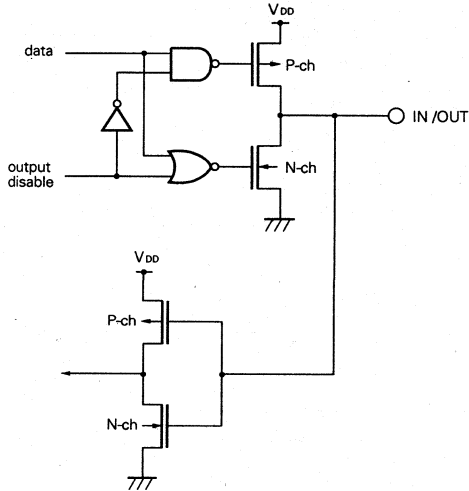 VDD
data
P-ch
IN/OUT
output
disable
N-ch
VDD
P-ch
N-ch